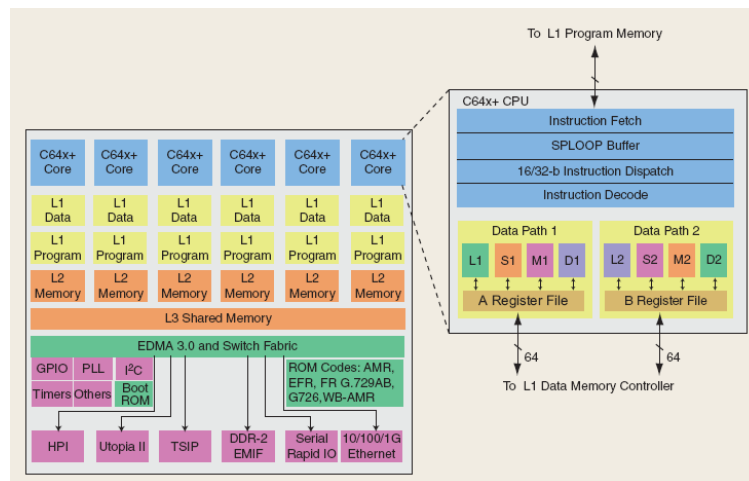 To L1 Program Memory
C64x+ CPU
Instruction Fetch
SPLOOP Buffer
16/32-b Instruction Dispatch
Instruction Decode
Data Path 1
Data Path 2
L1 S1 M1 D1
L2 S2 M2 D2
A Register File
B Register File
64
64
To L1 Data Memory Controller
C64x+ C64x+ C64x+ C64x+ C64x+ C64x+
Core Core Core Core Core Core
L1 L1 L1 L1 L1 L1
Data Data Data Data Data Data
L1 L1 L1 L1 L1 L1
Program Program Program Program Program Program
L2 L2 L2 L2 L2 L2
Memory Memory Memory Memory Memory Memory
L3 Shared Memory
EDMA 3.0 and Switch Fabric
GPIO PLL I²C
Timers Others Boot
ROM
ROM Codes: AMR,
EFR, FR G.729AB,
G726,WB-AMR
HPI
Utopia II
TSIP
DDR-2
EMIF
Serial
Rapid IO
10/100/1G
Ethernet